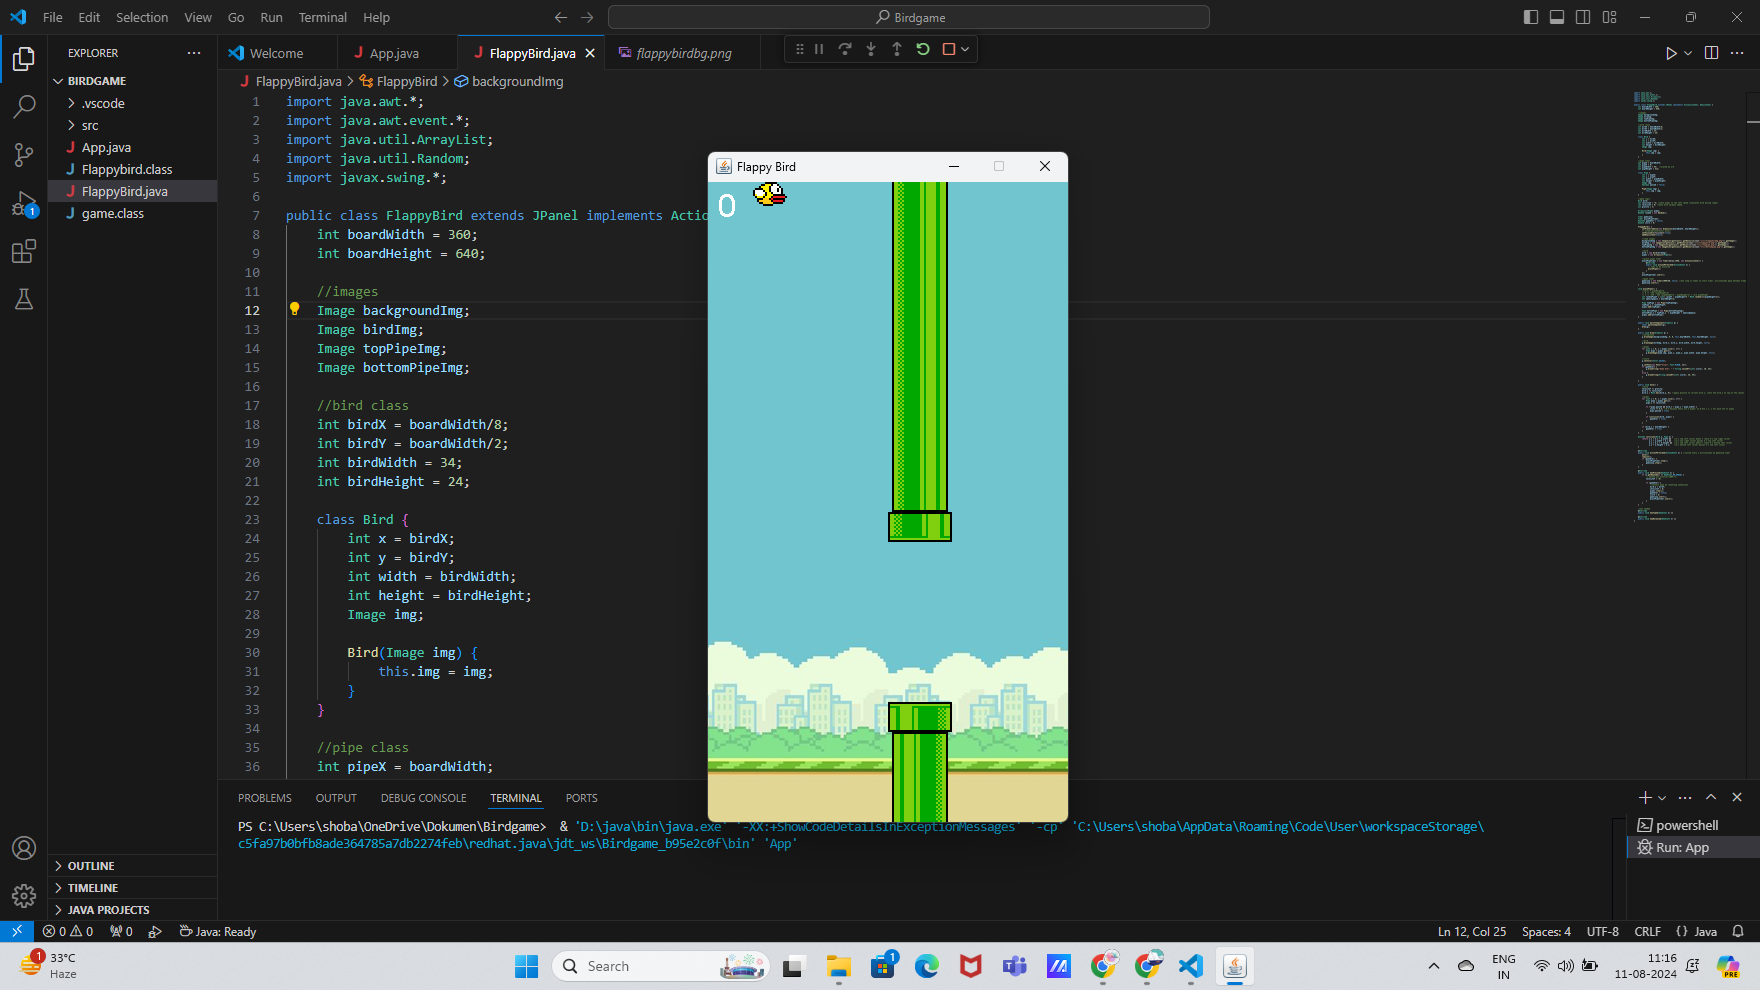 File Edit Selection View Go Run Terminal Help
Birdgame
EXPLORER
Welcome
App.java
FlappyBird.java
flappybirdbg.png
BIRDGAME
.vscode
src
App.java
Flappybird.class
FlappyBird.java
game.class
FlappyBird.java > FlappyBird > backgroundImg
1 import java.awt.*;
2 import java.awt.event.*;
3 import java.util.ArrayList;
4 import java.util.Random;
5 import javax.swing.*;
6
7 public class FlappyBird extends JPanel implements Actio
8 int boardWidth = 360;
9 int boardHeight = 640;
10
11 //images
12 Image backgroundImg;
13 Image birdImg;
14 Image topPipeImg;
15 Image bottomPipeImg;
16
17 //bird class
18 int birdX = boardWidth/8;
19 int birdY = boardWidth/2;
20 int birdWidth = 34;
21 int birdHeight = 24;
22
23 class Bird {
24 int x = birdX;
25 int y = birdY;
26 int width = birdWidth;
27 int height = birdHeight;
28 Image img;
29
30 Bird(Image img) {
31 this.img = img;
32 }
33 }
34
35 //pipe class
36 int pipeX = boardWidth;
Flappy Bird
0
PROBLEMS OUTPUT DEBUG CONSOLE TERMINAL PORTS
PS C:\Users\shoba\OneDrive\Dokumen\Birdgame> & 'D:\java\bin\java.exe' '-XX:+ShowCodeDetailsInExceptionMessages' '-cp' 'C:\Users\shoba\AppData\Roaming\Code\User\workspaceStorage\
c5fa97b0bfb8ade364785a7db2274feb\redhat.java\jdt_ws\Birdgame_b95e2c0f\bin' 'App'
powershell
Run: App
OUTLINE
TIMELINE
JAVA PROJECTS
1
0 0 0 Java: Ready
Ln 12, Col 25 Spaces: 4 UTF-8 CRLF {} Java
1
33°C
Haze
Search
1
ENG
IN
11:16
11-08-2024
PRE